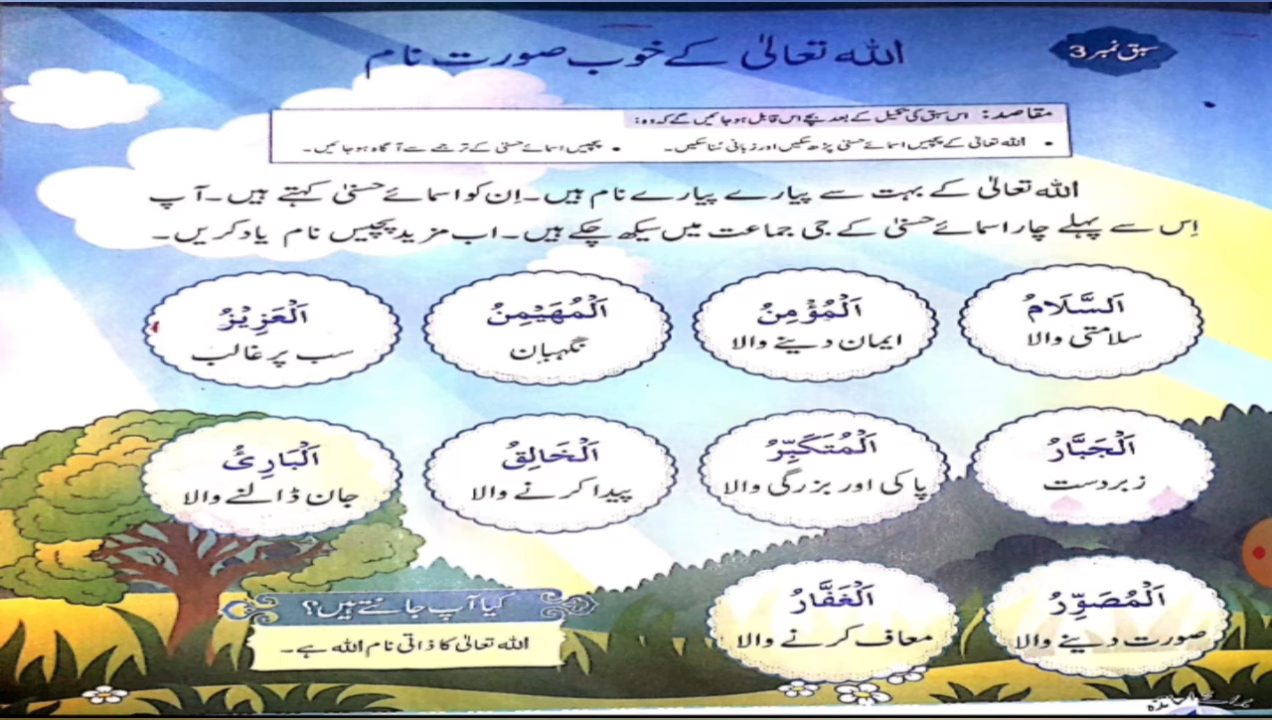 سبق نمبر 3
اللہ تعالیٰ کے خوب صورت نام
مقاصد: اس سبق کی تکمیل کے بعد بچے اس قابل ہو جائیں گے کہ وہ:
• اللہ تعالیٰ کے پچیس اسمائے حسنیٰ پڑھ سکیں اور زبانی سنا سکیں۔ • پچیس اسمائے حسنیٰ کے ترجمے سے آگاہ ہو جائیں۔
اللہ تعالیٰ کے بہت سے پیارے پیارے نام ہیں۔ اِن کو اسمائے حسنیٰ کہتے ہیں۔ آپ
اِس سے پہلے چار اسمائے حسنیٰ کے جی جماعت میں سیکھ چکے ہیں۔ اب مزید پچیس نام یاد کریں۔
اَلسَّلَامُ
سلامتی والا
اَلْمُؤْمِنُ
ایمان دینے والا
اَلْمُهَيْمِنُ
نگہبان
اَلْعَزِيْزُ
سب پر غالب
اَلْجَبَّارُ
زبردست
اَلْمُتَكَبِّرُ
پاکی اور بزرگی والا
اَلْخَالِقُ
پیدا کرنے والا
اَلْبَارِئُ
جان ڈالنے والا
اَلْمُصَوِّرُ
صورت دینے والا
اَلْغَفَّارُ
معاف کرنے والا
کیا آپ جانتے ہیں؟
اللہ تعالیٰ کا ذاتی نام اللہ ہے۔